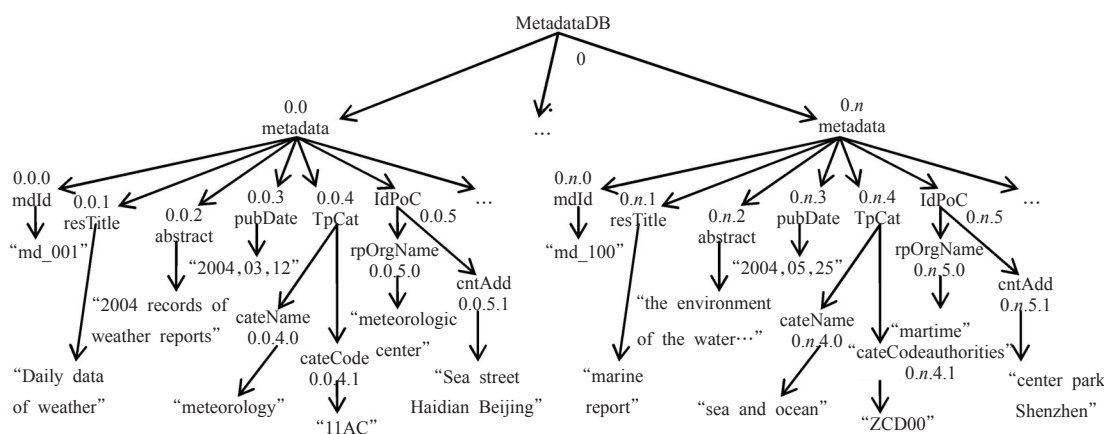 MetadataDB
0
0.0
metadata
…
0.n
metadata
0.0.0
mdId
0.0.1
resTitle
0.0.2
abstract
0.0.3
pubDate
0.0.4
TpCat
IdPoC
0.0.5
…
0.n.0
mdId
0.n.1
resTitle
0.n.2
abstract
0.n.3
pubDate
0.n.4
TpCat
IdPoC
0.n.5
…
“md_001”
“2004,03,12”
rpOrgName
0.0.5.0
cntAdd
0.0.5.1
“md_100”
“2004,05,25”
rpOrgName
0.n.5.0
cntAdd
0.n.5.1
“2004 records of
weather reports”
cateName
0.0.4.0
“meteorologic
center”
“the environment
of the water…”
cateName
0.n.4.0
“martime”
“cateCodeauthorities”
0.n.4.1
“Daily data
of weather”
“meteorology”
cateCode
0.0.4.1
“11AC”
“Sea street
Haidian Beijing”
“marine
report”
“sea and ocean”
“ZCD00”
“center park
Shenzhen”